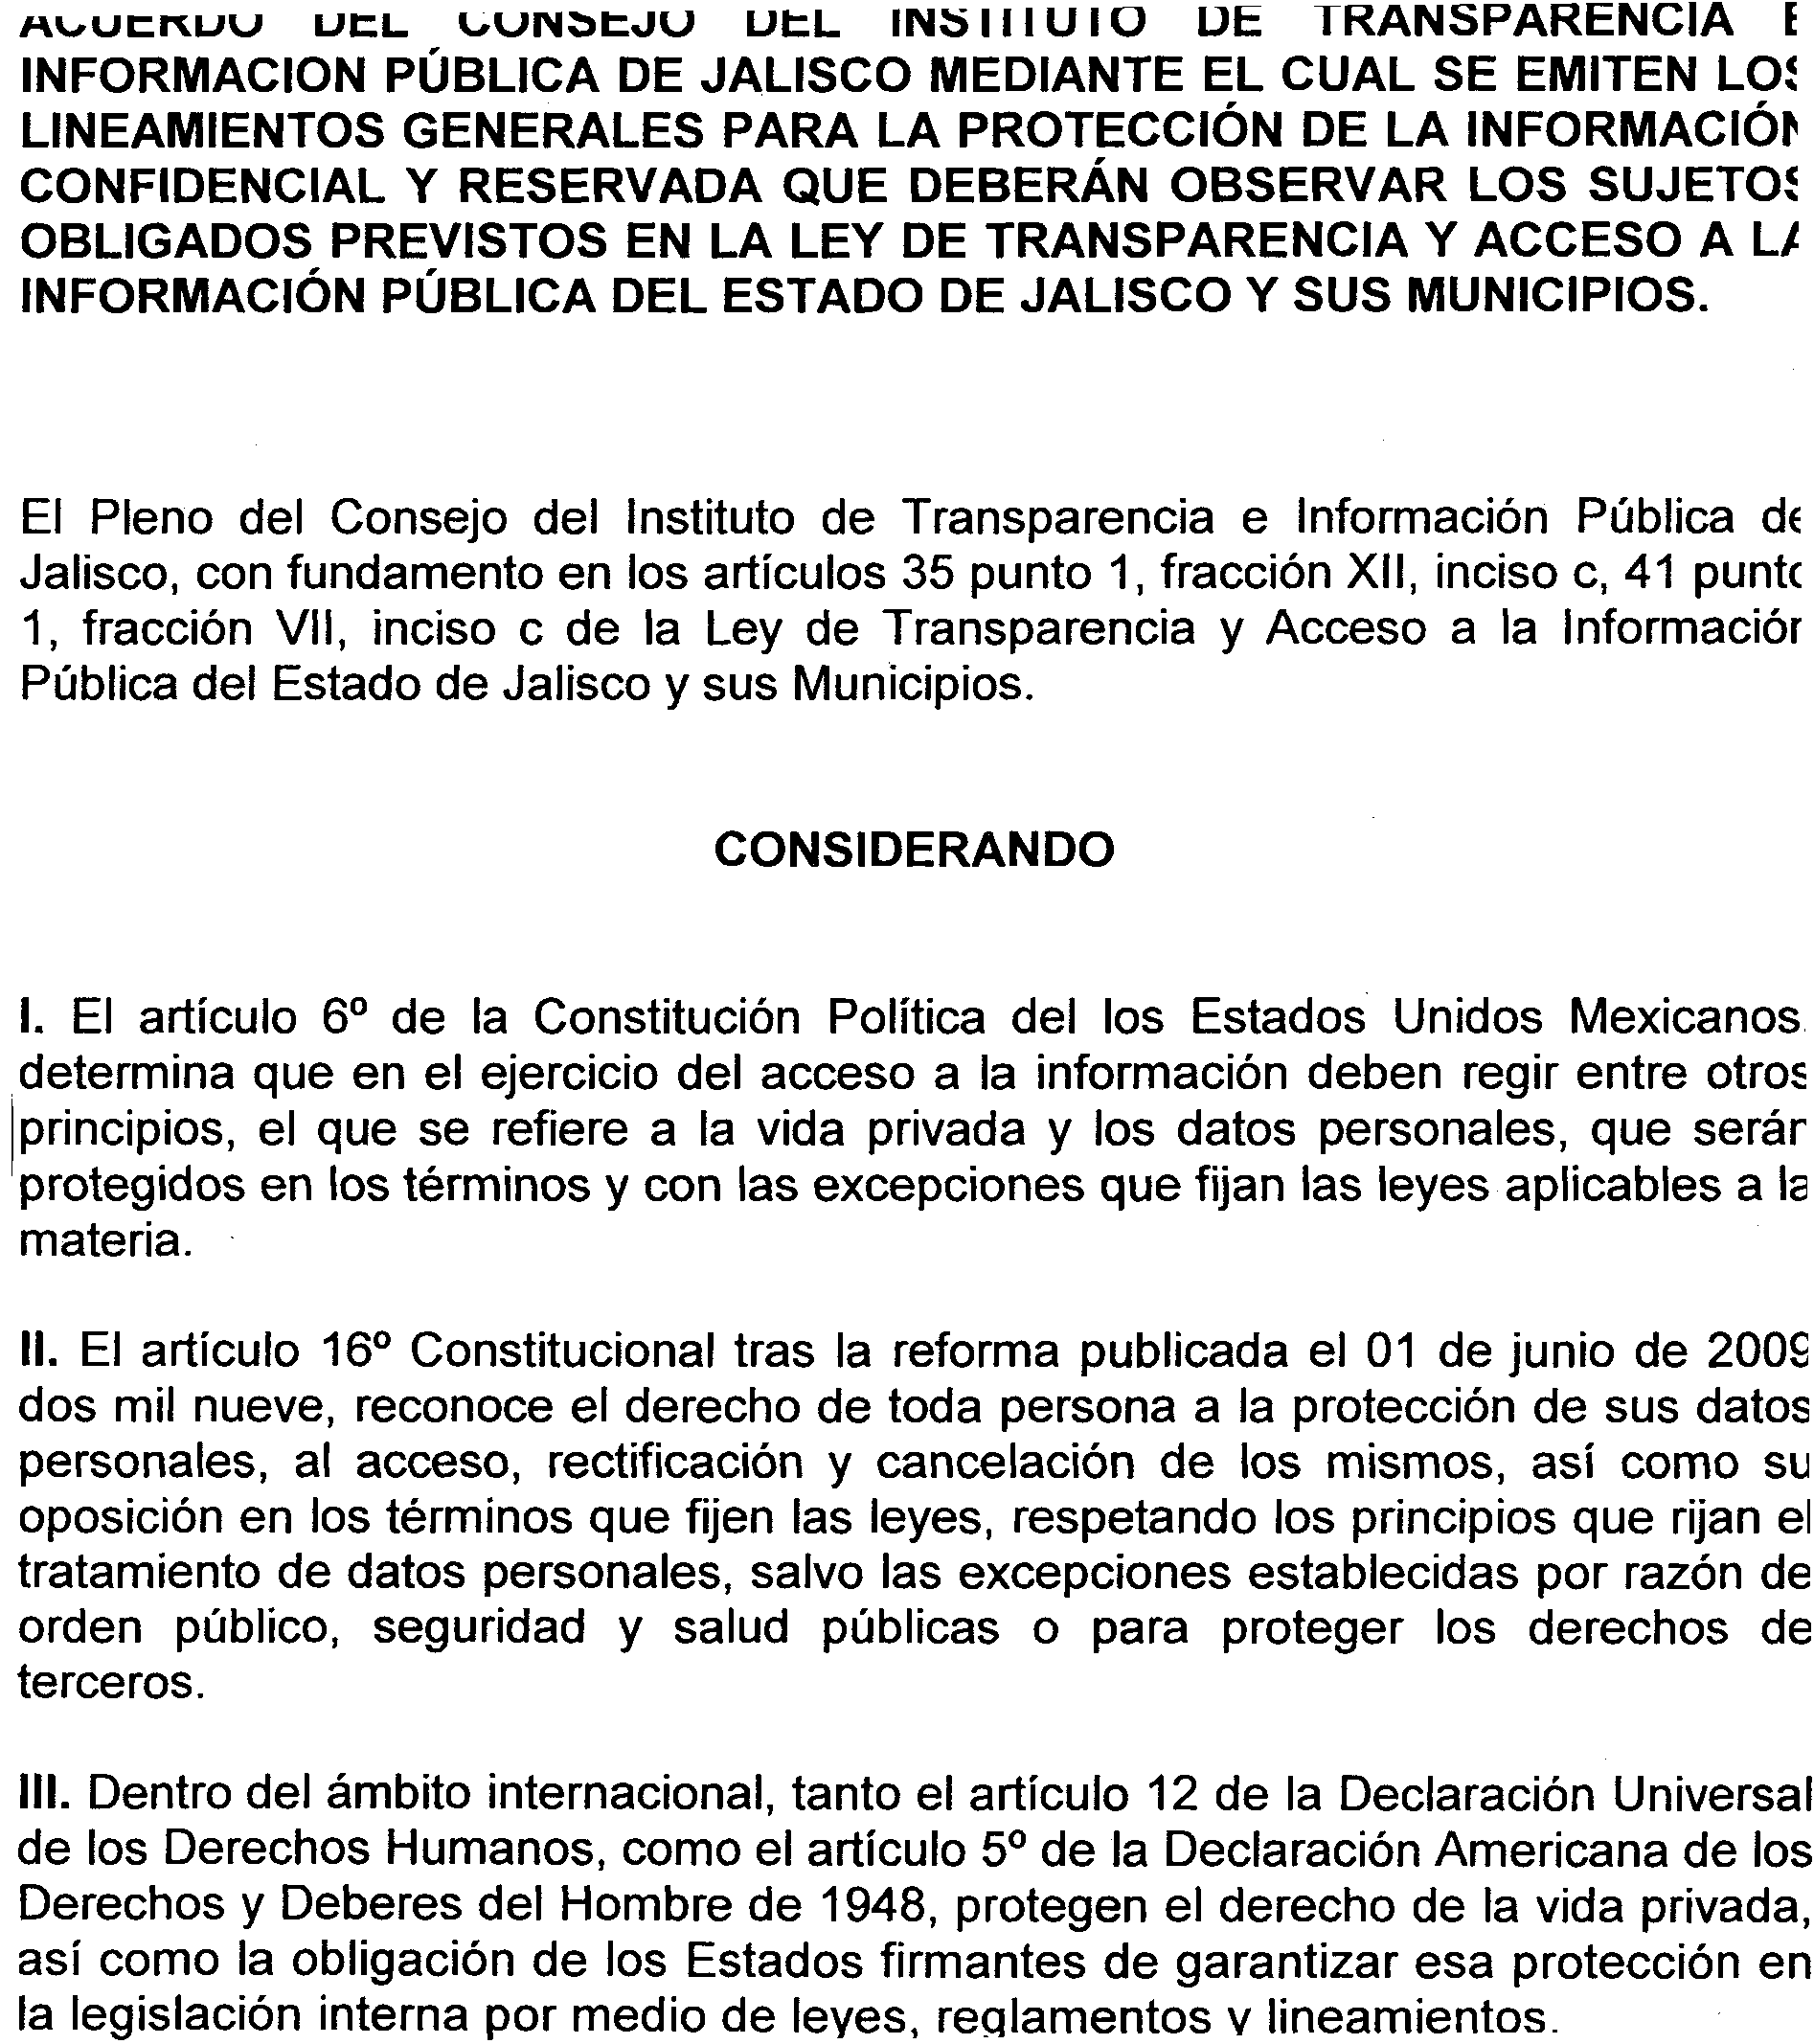 ACUERDO DEL CONSEJO DEL INSTITUTO DE TRANSPARENCIA E
INFORMACION PÚBLICA DE JALISCO MEDIANTE EL CUAL SE EMITEN LOS
LINEAMIENTOS GENERALES PARA LA PROTECCIÓN DE LA INFORMACIÓN
CONFIDENCIAL Y RESERVADA QUE DEBERÁN OBSERVAR LOS SUJETOS
OBLIGADOS PREVISTOS EN LA LEY DE TRANSPARENCIA Y ACCESO A LA
INFORMACIÓN PÚBLICA DEL ESTADO DE JALISCO Y SUS MUNICIPIOS.
El Pleno del Consejo del Instituto de Transparencia e Información Pública de
Jalisco, con fundamento en los artículos 35 punto 1, fracción XII, inciso c, 41 punto
1, fracción VII, inciso c de la Ley de Transparencia y Acceso a la Información
Pública del Estado de Jalisco y sus Municipios.
CONSIDERANDO
I. El artículo 6º de la Constitución Política del los Estados Unidos Mexicanos,
determina que en el ejercicio del acceso a la información deben regir entre otros
principios, el que se refiere a la vida privada y los datos personales, que serán
protegidos en los términos y con las excepciones que fijan las leyes aplicables a la
materia.
II. El artículo 16º Constitucional tras la reforma publicada el 01 de junio de 2009
dos mil nueve, reconoce el derecho de toda persona a la protección de sus datos
personales, al acceso, rectificación y cancelación de los mismos, así como su
oposición en los términos que fijen las leyes, respetando los principios que rijan el
tratamiento de datos personales, salvo las excepciones establecidas por razón de
orden público, seguridad y salud públicas o para proteger los derechos de
terceros.
III. Dentro del ámbito internacional, tanto el artículo 12 de la Declaración Universal
de los Derechos Humanos, como el artículo 5º de la Declaración Americana de los
Derechos y Deberes del Hombre de 1948, protegen el derecho de la vida privada,
así como la obligación de los Estados firmantes de garantizar esa protección en
la legislación interna por medio de leyes, reglamentos y lineamientos.